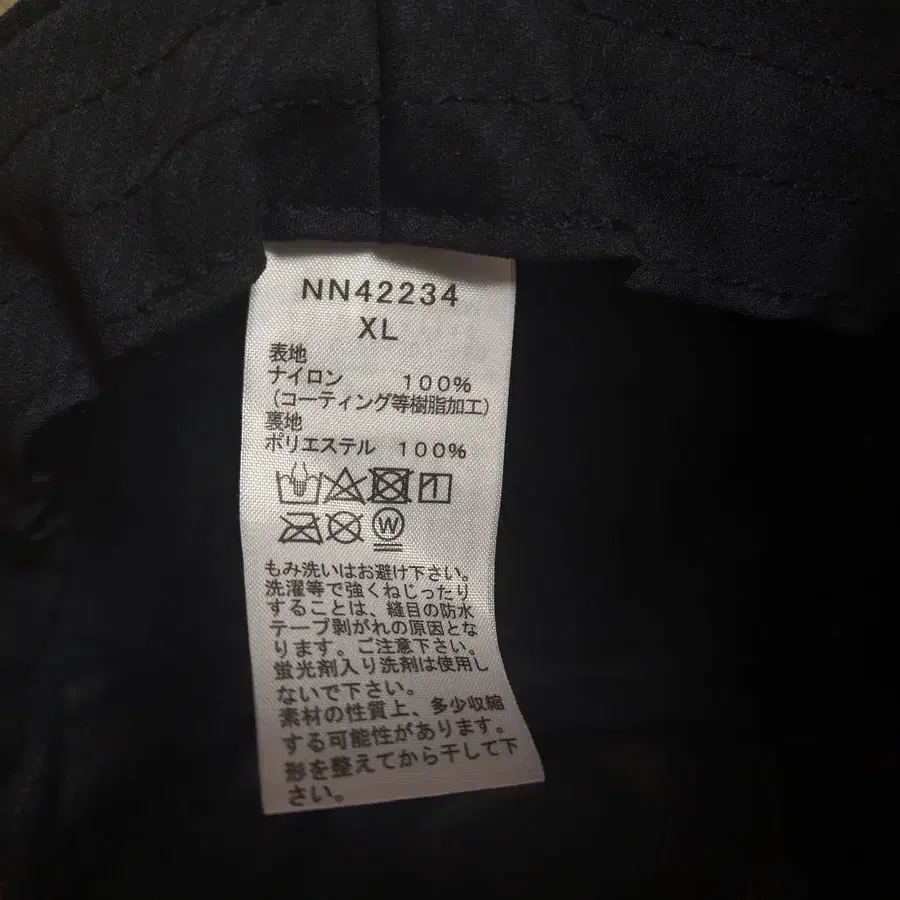 NN42234
XL
表地
ナイロン 100%
(コーティング等樹脂加工)
裏地
ポリエステル 100%
W
もみ洗いはお避け下さい。
洗濯等で強くねじったり
することは、縫目の防水
テープ剥がれの原因とな
ります。ご注意下さい。
蛍光剤入り洗剤は使用し
ないで下さい。
素材の性質上、多少収縮
する可能性があります。
形を整えてから干して下
さい。